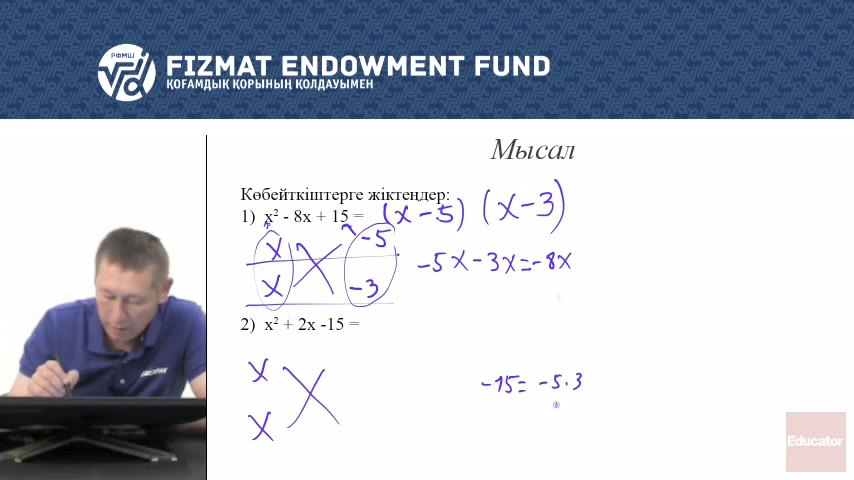 РФМШ
FIZMAT ENDOWMENT FUND
ҚОҒАМДЫҚ ҚОРЫНЫҢ ҚОЛДАУЫМЕН
Мысал
Көбейткіштерге жіктеңдер:
1) x² - 8x + 15 = (x - 5) (x - 3)
x -5
-5x - 3x = -8x
x -3
2) x² + 2x -15 =
x
-15 = -5 · 3
x
Educator